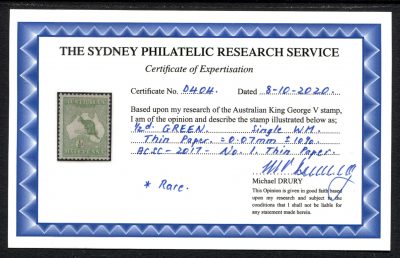 THE SYDNEY PHILATELIC RESEARCH SERVICE
Certificate of Expertisation
Certificate No. D404. Dated 8-10-2020.
Based upon my research of the Australian King George V stamp,
I am of the opinion and describe the stamp illustrated below as;
½d. GREEN. Single W.M.
Thin Paper. =0.07mm ±10%.
ACSC-2017- No. 1. Thin Paper.
* Rare.
Michael DRURY
This Opinion is given in good faith based
upon my research and subject to the
conditions that I shall not be liable for
any statement made herein.